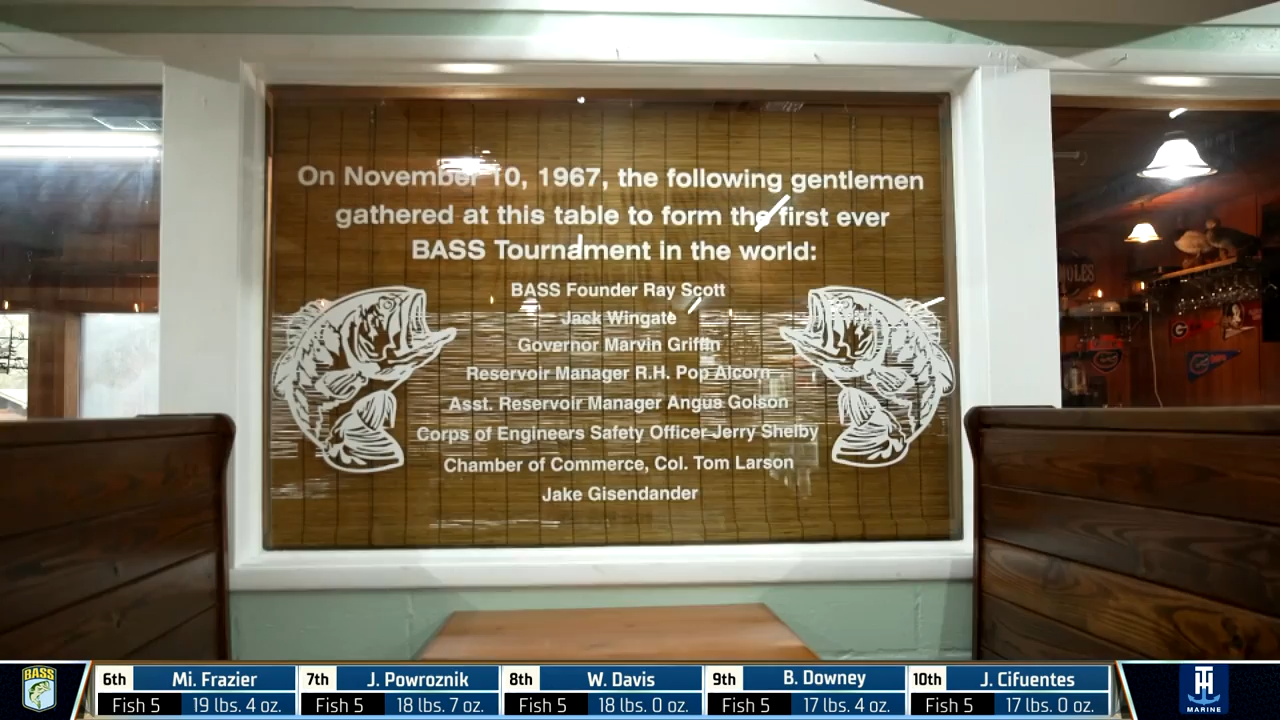 On November 10, 1967, the following gentlemen
gathered at this table to form the first ever
BASS Tournament in the world:
BASS Founder Ray Scott
Jack Wingate
Governor Marvin Griffin
Reservoir Manager R.H. Pop Alcorn
Asst. Reservoir Manager Angus Golson
Corps of Engineers Safety Officer Jerry Shelby
Chamber of Commerce, Col. Tom Larson
Jake Gisendander
NOLES
G
BASS
6th Mi. Frazier
Fish 5 19 lbs. 4 oz.
7th J. Powroznik
Fish 5 18 lbs. 7 oz.
8th W. Davis
Fish 5 18 lbs. 0 oz.
9th B. Downey
Fish 5 17 lbs. 4 oz.
10th J. Cifuentes
Fish 5 17 lbs. 0 oz.
TH
MARINE